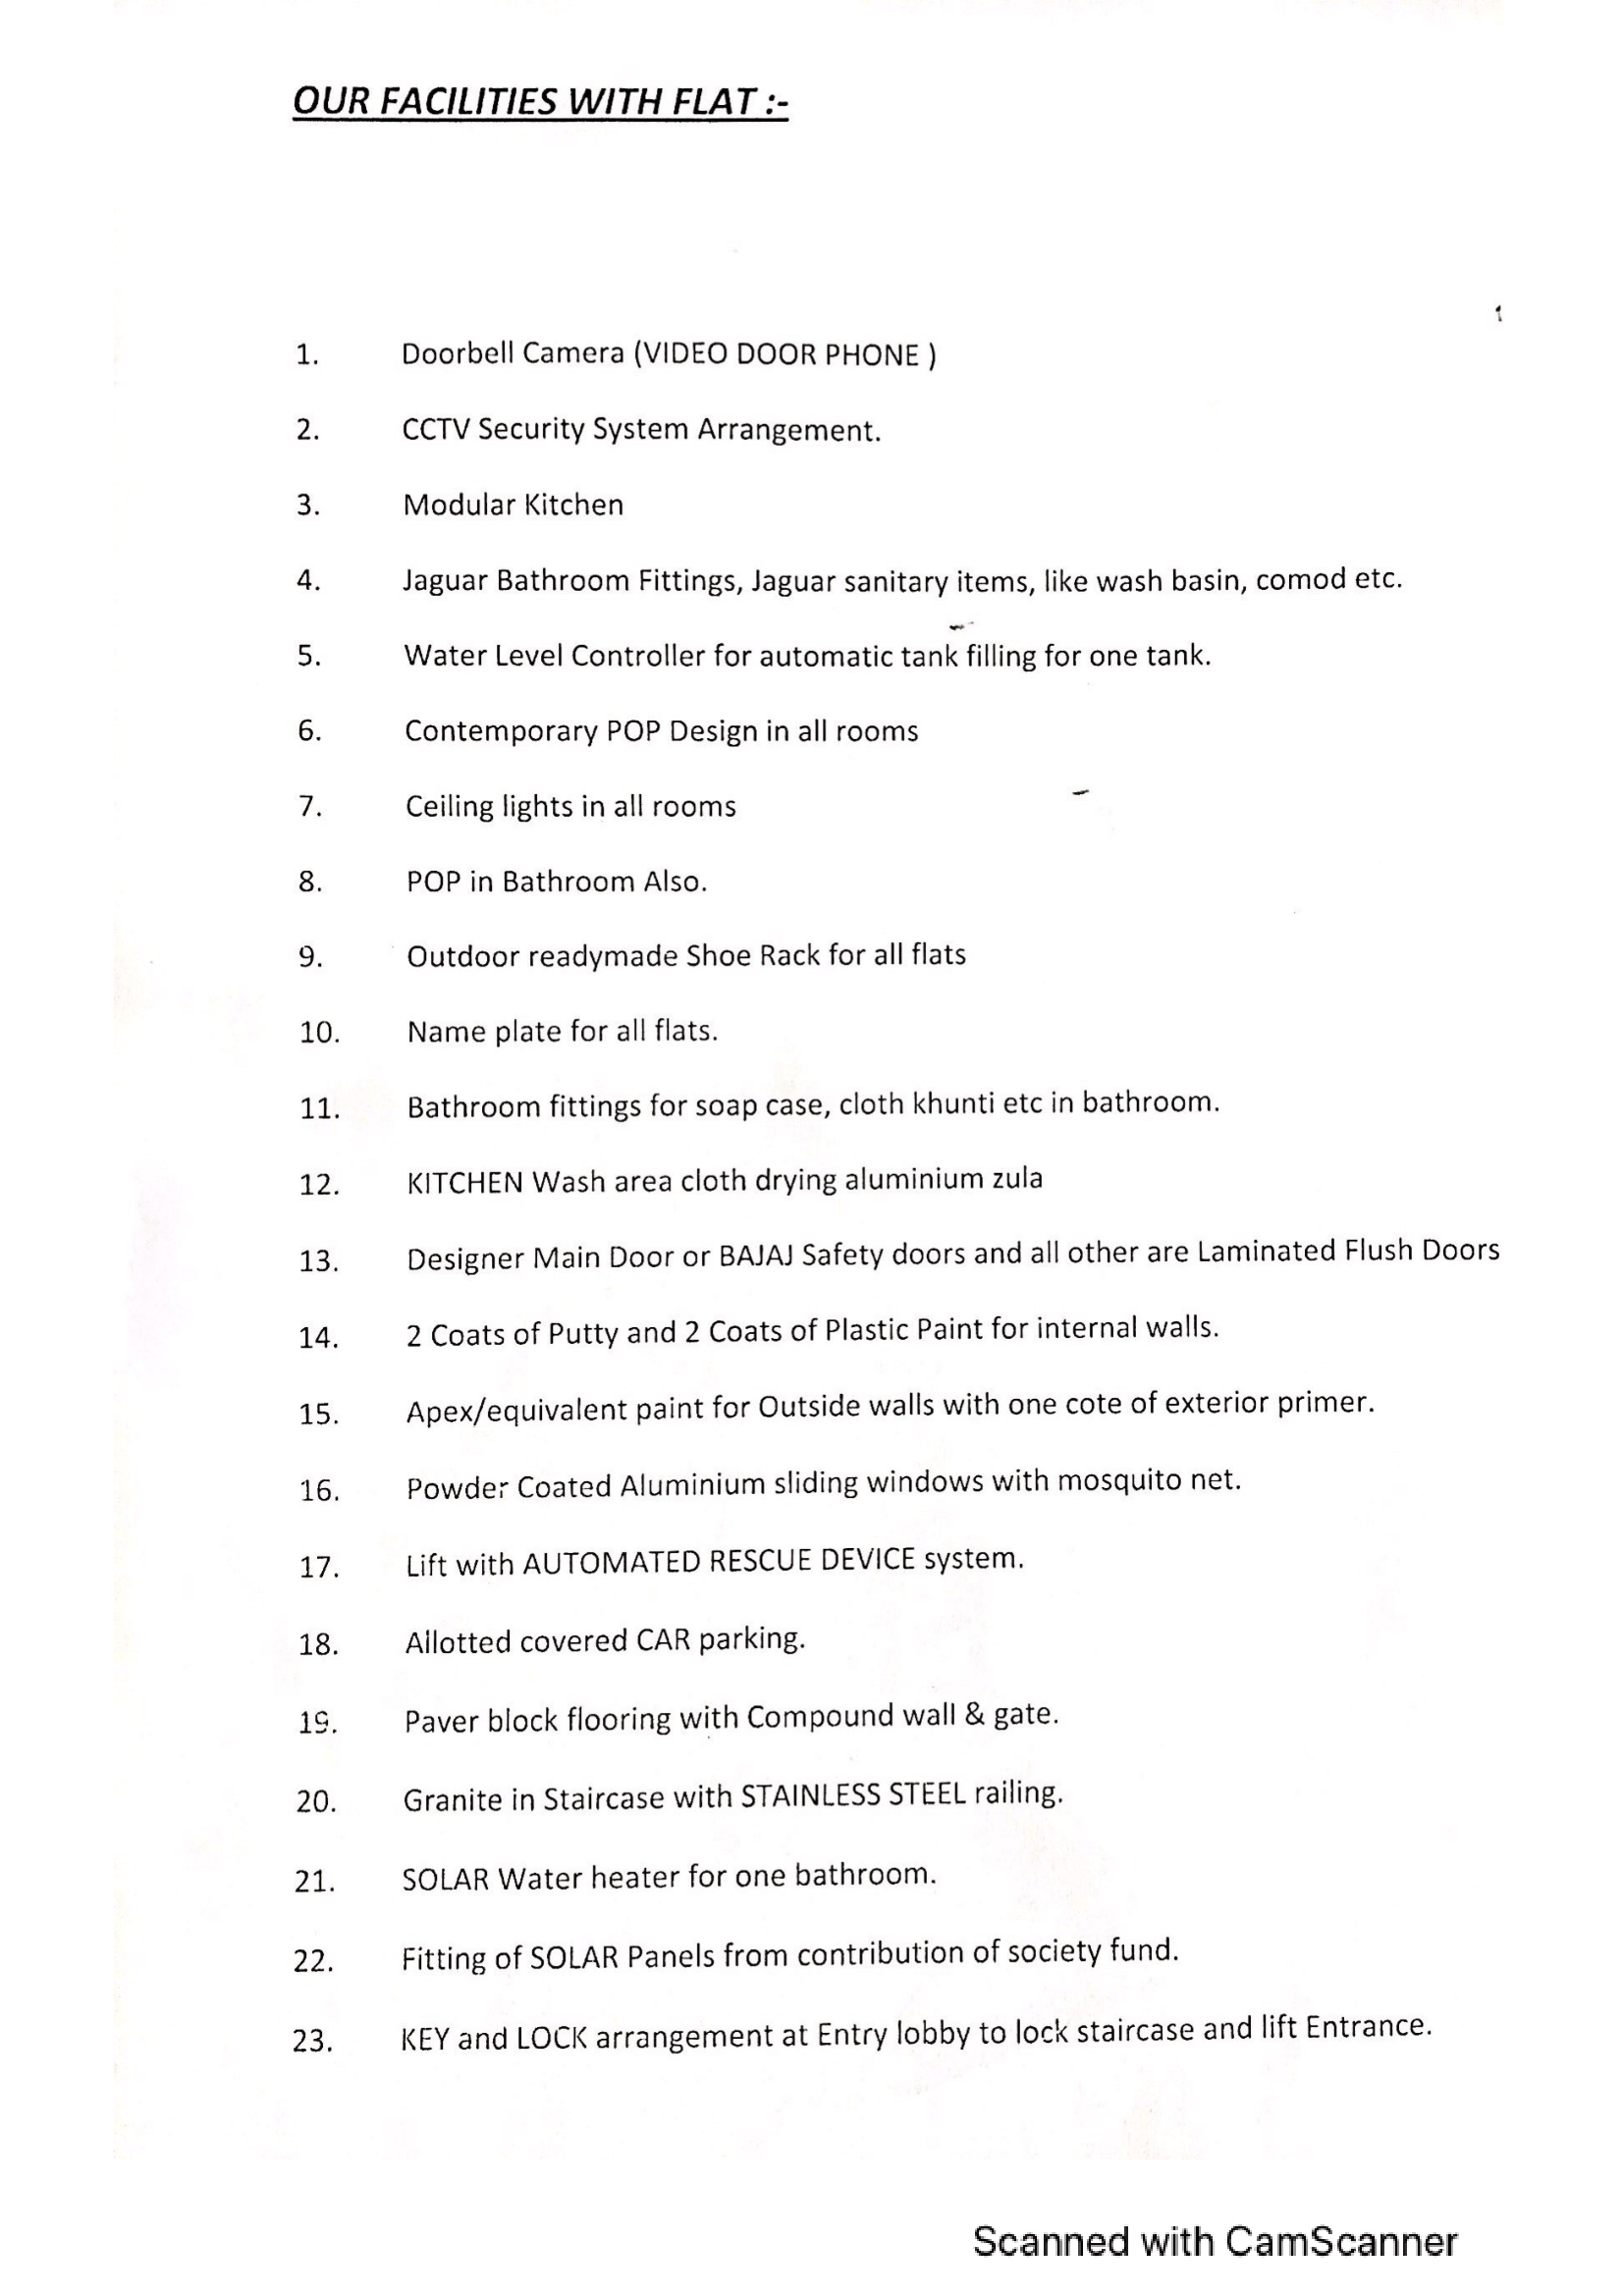 OUR FACILITIES WITH FLAT :-
1. Doorbell Camera (VIDEO DOOR PHONE )
2. CCTV Security System Arrangement.
3. Modular Kitchen
4. Jaguar Bathroom Fittings, Jaguar sanitary items, like wash basin, comod etc.
5. Water Level Controller for automatic tank filling for one tank.
6. Contemporary POP Design in all rooms
7. Ceiling lights in all rooms
8. POP in Bathroom Also.
9. Outdoor readymade Shoe Rack for all flats
10. Name plate for all flats.
11. Bathroom fittings for soap case, cloth khunti etc in bathroom.
12. KITCHEN Wash area cloth drying aluminium zula
13. Designer Main Door or BAJAJ Safety doors and all other are Laminated Flush Doors
14. 2 Coats of Putty and 2 Coats of Plastic Paint for internal walls.
15. Apex/equivalent paint for Outside walls with one cote of exterior primer.
16. Powder Coated Aluminium sliding windows with mosquito net.
17. Lift with AUTOMATED RESCUE DEVICE system.
18. Allotted covered CAR parking.
19. Paver block flooring with Compound wall & gate.
20. Granite in Staircase with STAINLESS STEEL railing.
21. SOLAR Water heater for one bathroom.
22. Fitting of SOLAR Panels from contribution of society fund.
23. KEY and LOCK arrangement at Entry lobby to lock staircase and lift Entrance.
Scanned with CamScanner